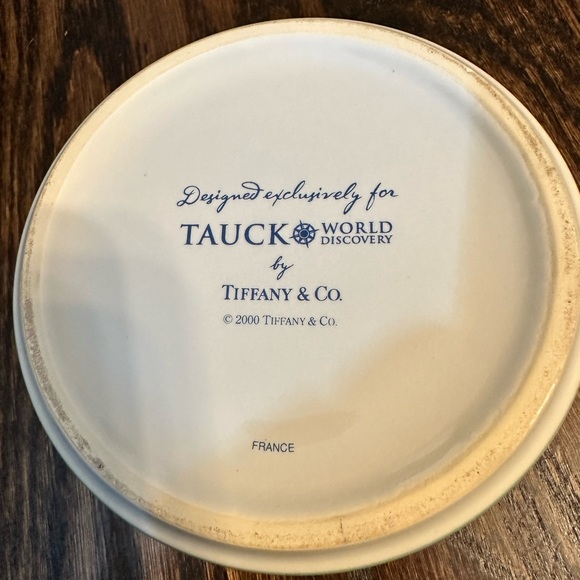 Designed exclusively for
TAUCK WORLD DISCOVERY
by
TIFFANY & CO.
© 2000 TIFFANY & CO.
FRANCE